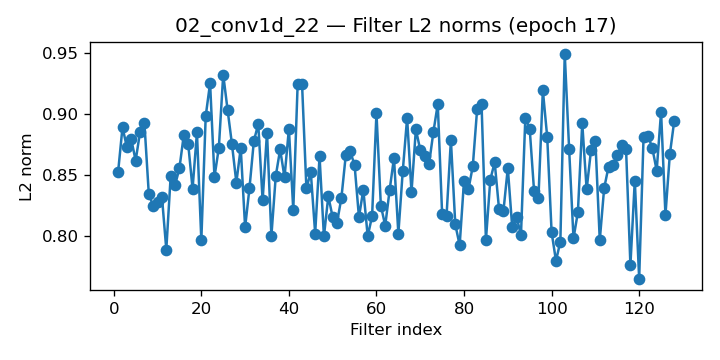 02_conv1d_22 — Filter L2 norms (epoch 17)
0.95
0.90
0.85
0.80
L2 norm
0 20 40 60 80 100 120
Filter index